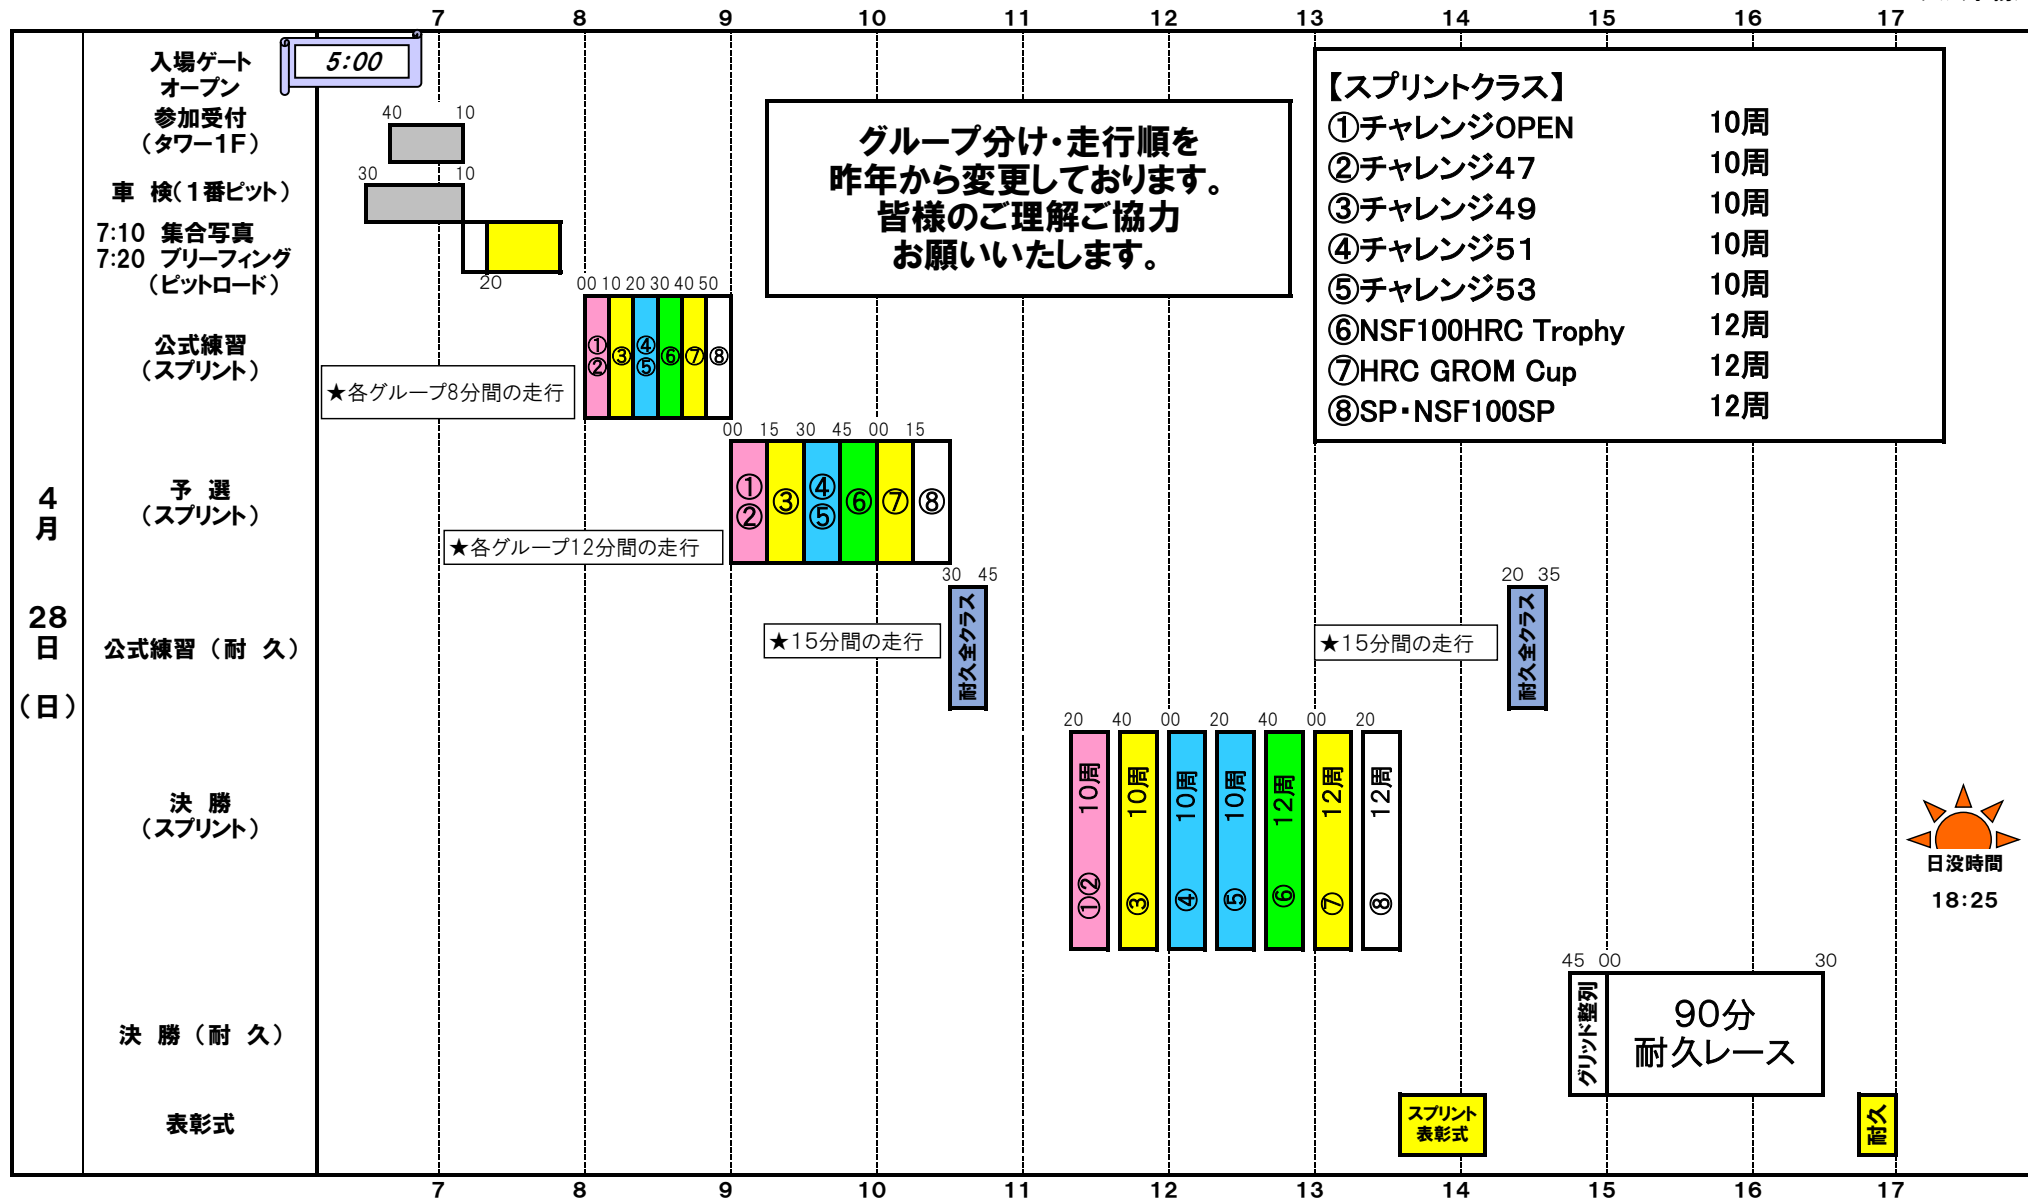 7 8 9 10 11 12 13 14 15 16 17
4
月
28
日
(日)
入場ゲート
オープン
5:00
参加受付
(タワー1F)
40 10
車 検(1番ピット)
30 10
7:10 集合写真
7:20 ブリーフィング
(ピットロード)
20
グループ分け・走行順を
昨年から変更しております。
皆様のご理解ご協力
お願いいたします。
【スプリントクラス】
①チャレンジOPEN 10周
②チャレンジ47 10周
③チャレンジ49 10周
④チャレンジ51 10周
⑤チャレンジ53 10周
⑥NSF100HRC Trophy 12周
⑦HRC GROM Cup 12周
⑧SP・NSF100SP 12周
公式練習
(スプリント)
★各グループ8分間の走行
00 10 20 30 40 50
① ② ③ ④ ⑤ ⑥ ⑦ ⑧
予 選
(スプリント)
★各グループ12分間の走行
00 15 30 45 00 15
① ② ③ ④ ⑤ ⑥ ⑦ ⑧
公式練習(耐 久)
★15分間の走行
30 45
耐久全クラス
★15分間の走行
20 35
耐久全クラス
決 勝
(スプリント)
20 40 00 20 40 00 20
①② 10周
③ 10周
④ 10周
⑤ 10周
⑥ 12周
⑦ 12周
⑧ 12周
日没時間
18:25
決 勝(耐 久)
45 00 30
グリッド整列
90分
耐久レース
表彰式
スプリント
表彰式
耐久
7 8 9 10 11 12 13 14 15 16 17